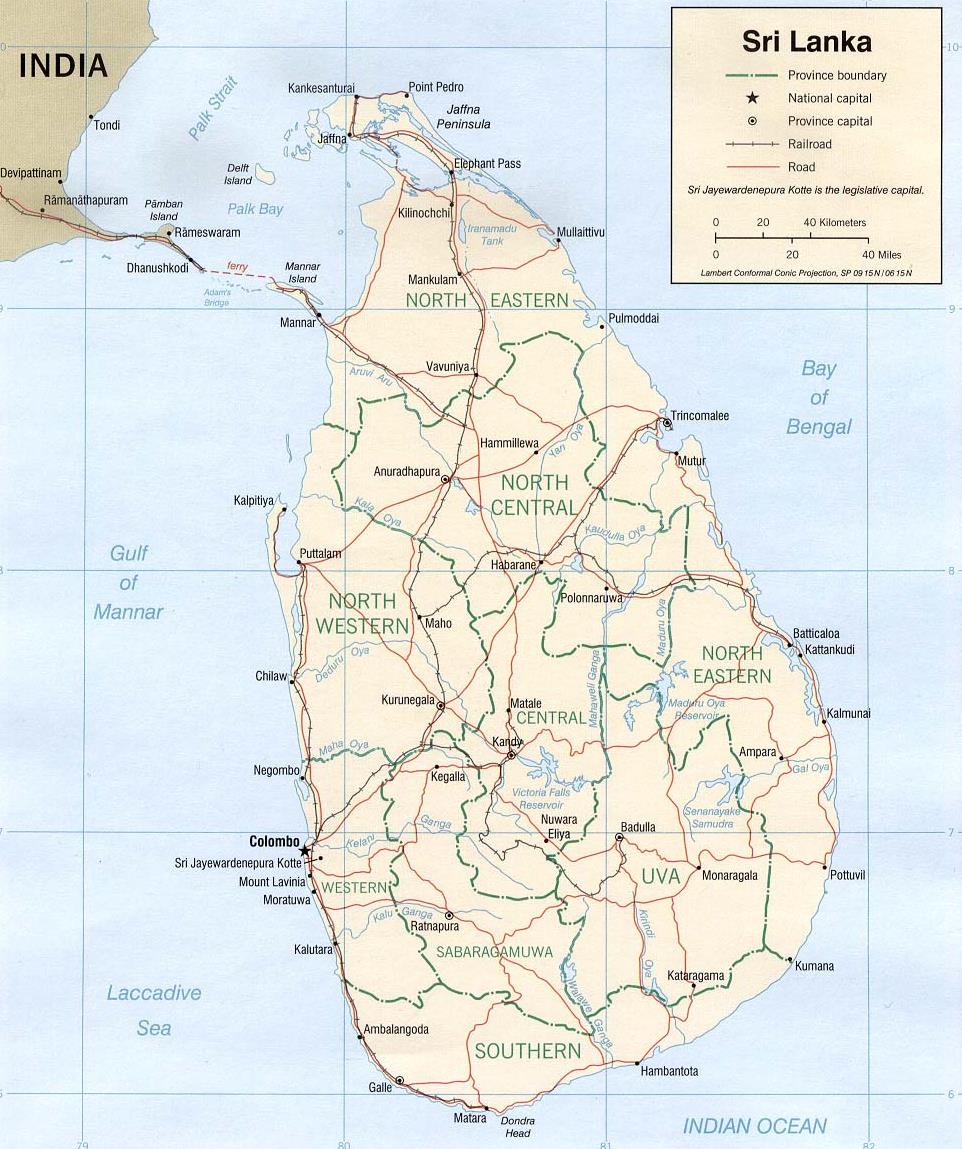 Sri Lanka
Province boundary
National capital
Province capital
Railroad
Road
Sri Jayewardenepura Kotte is the legislative capital.
0 20 40 Kilometers
0 20 40 Miles
Lambert Conformal Conic Projection, SP 09 15 N / 06 15 N
10
INDIA
Palk Strait
Kankesanturai
Point Pedro
Jaffna
Peninsula
Tondi
Jaffna
Elephant Pass
Devipattinam
Delft
Island
Rāmanāthapuram
Pāmban
Island
Palk Bay
Kilinochchi
Rāmeswaram
Iranamadu
Tank
Mullaittivu
Dhanushkodi
ferry
Mannar
Island
Adam's
Bridge
Mankulam
NORTH EASTERN
9
9
Mannar
Pulmoddai
Vavuniya
Aruvi Aru
Bay
of
Bengal
Trincomalee
Hammillewa
Yan Oya
Mutur
Anuradhapura
NORTH
CENTRAL
Kalpitiya
Kala Oya
Kaudulla Oya
Gulf
of
Mannar
Puttalam
Habarane
8
8
Polonnaruwa
NORTH
WESTERN
Maho
Maduru Oya
Batticaloa
Kattankudi
Deduru Oya
NORTH
EASTERN
Chilaw
Mahaweli Ganga
Kurunegala
Matale
CENTRAL
Maduru Oya
Reservoir
Kalmunai
Maha Oya
Kandy
Ampara
Negombo
Kegalla
Gal Oya
Victoria Falls
Reservoir
Senanayake
Samudra
Nuwara
Eliya
Badulla
7
7
Colombo
Kelani Ganga
Sri Jayewardenepura Kotte
Mount Lavinia
WESTERN
UVA
Monaragala
Pottuvil
Moratuwa
Kalu Ganga
Ratnapura
Kirindi Oya
Kalutara
SABARAGAMUWA
Kumana
Kataragama
Laccadive
Sea
Walawe Ganga
Ambalangoda
SOUTHERN
Hambantota
Galle
6
Matara
Dondra
Head
INDIAN OCEAN
79
80
81
82